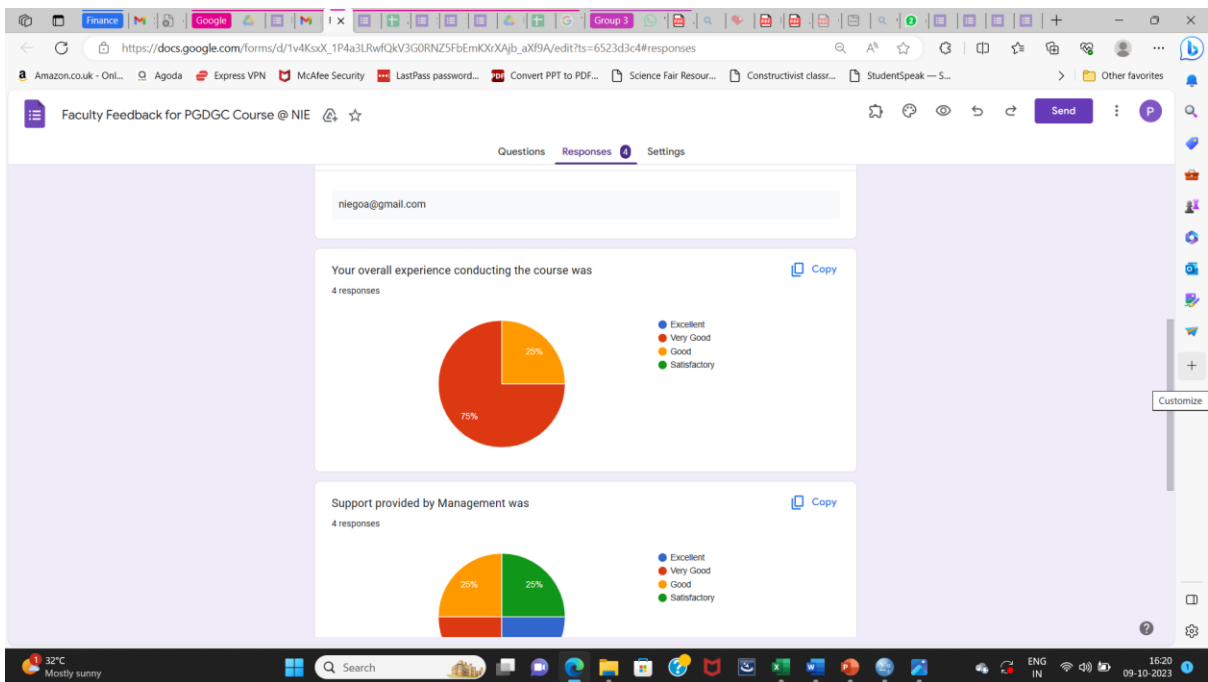 Finance
Google
Group 3
https://docs.google.com/forms/d/1v4KsxX_1P4a3LRwfQkV3G0RNZ5FbEmKXrXAjb_aXf9A/edit?ts=6523d3c4#responses
Amazon.co.uk - Onl...
Agoda
Express VPN
McAfee Security
LastPass password...
Convert PPT to PDF...
Science Fair Resour...
Constructivist classr...
StudentSpeak — S...
Other favorites
Faculty Feedback for PGDGC Course @ NIE
Send
P
Questions
Responses 4
Settings
niegoa@gmail.com
Your overall experience conducting the course was
Copy
4 responses
Excellent
Very Good
Good
Satisfactory
25%
75%
Customize
Support provided by Management was
Copy
4 responses
Excellent
Very Good
Good
Satisfactory
25%
25%
1
32°C
Mostly sunny
Search
ENG
IN
16:20
09-10-2023
1